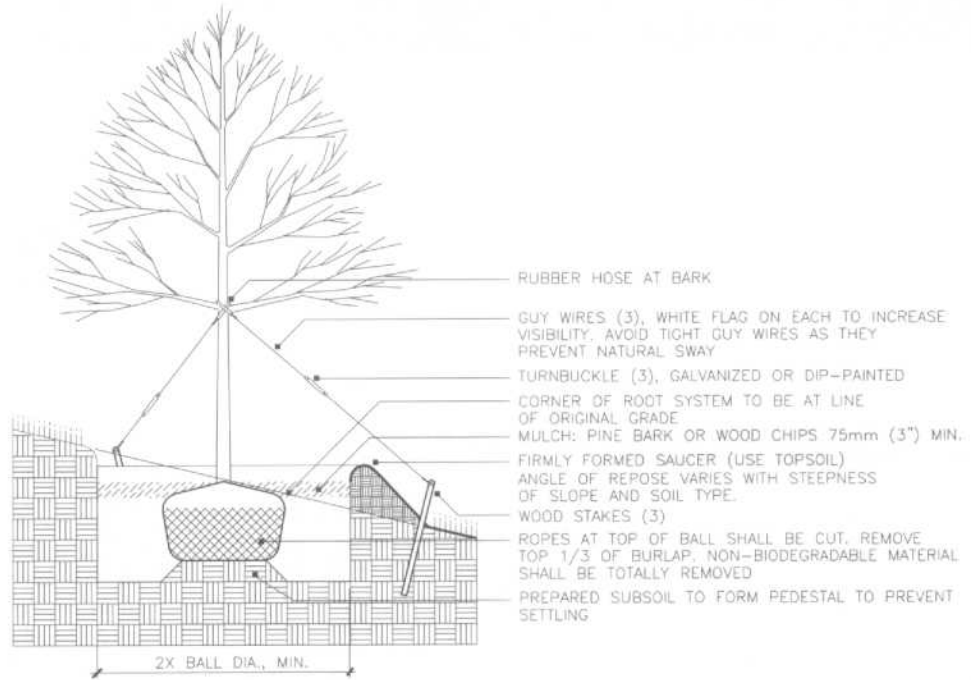 RUBBER HOSE AT BARK
GUY WIRES (3), WHITE FLAG ON EACH TO INCREASE
VISIBILITY. AVOID TIGHT GUY WIRES AS THEY
PREVENT NATURAL SWAY
TURNBUCKLE (3), GALVANIZED OR DIP-PAINTED
CORNER OF ROOT SYSTEM TO BE AT LINE
OF ORIGINAL GRADE
MULCH: PINE BARK OR WOOD CHIPS 75mm (3") MIN.
FIRMLY FORMED SAUCER (USE TOPSOIL)
ANGLE OF REPOSE VARIES WITH STEEPNESS
OF SLOPE AND SOIL TYPE.
WOOD STAKES (3)
ROPES AT TOP OF BALL SHALL BE CUT. REMOVE
TOP 1/3 OF BURLAP. NON-BIODEGRADABLE MATERIAL
SHALL BE TOTALLY REMOVED
PREPARED SUBSOIL TO FORM PEDESTAL TO PREVENT
SETTLING
2X BALL DIA., MIN.